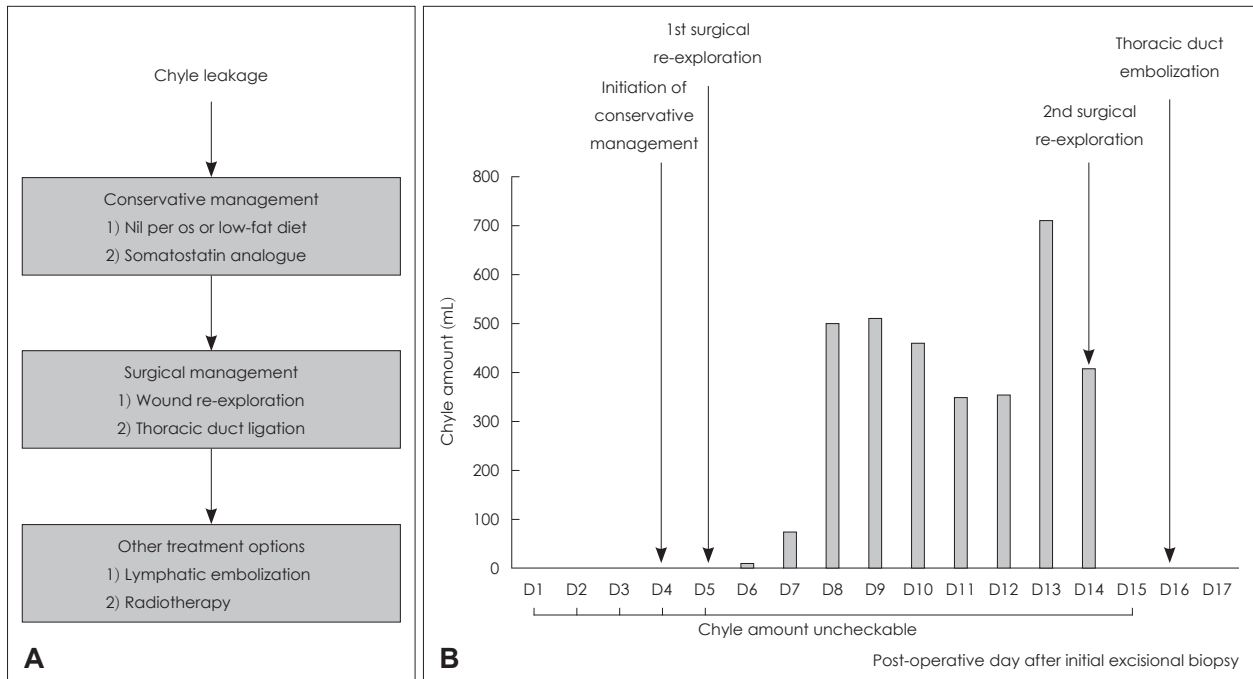 Chyle leakage
Conservative management
1) Nil per os or low-fat diet
2) Somatostatin analogue
Surgical management
1) Wound re-exploration
2) Thoracic duct ligation
Other treatment options
1) Lymphatic embolization
2) Radiotherapy
A
1st surgical
re-exploration
Initiation of
conservative
management
Thoracic duct
embolization
2nd surgical
re-exploration
Chyle amount (mL)
800
700
600
500
400
300
200
100
0
D1 D2 D3 D4 D5 D6 D7 D8 D9 D10 D11 D12 D13 D14 D15 D16 D17
Chyle amount uncheckable
B
Post-operative day after initial excisional biopsy